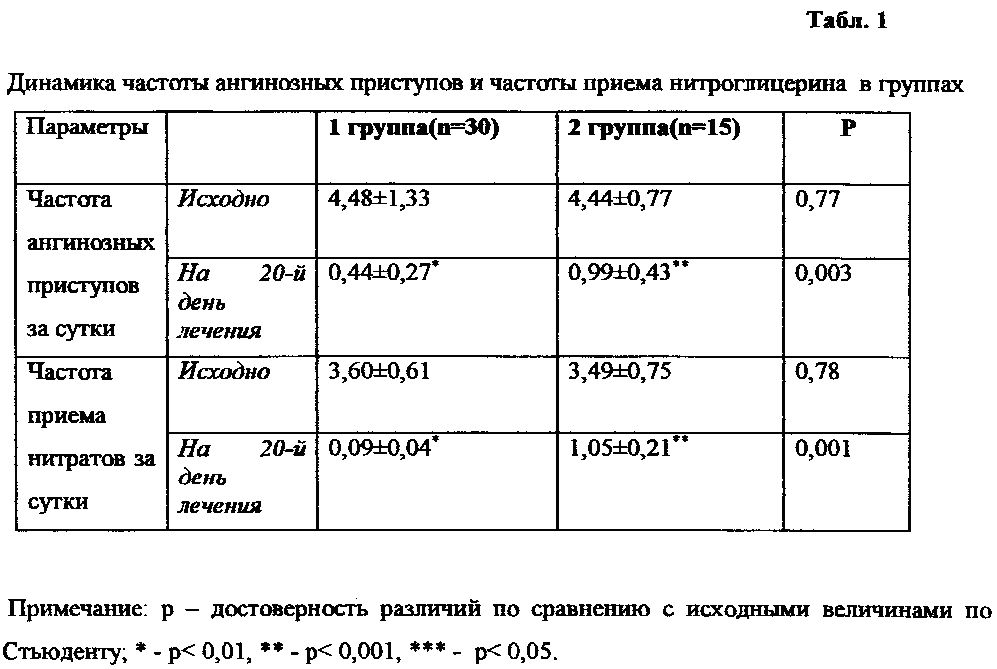 Табл. 1
Динамика частоты ангинозных приступов и частоты приема нитроглицерина в группах
Параметры 1 группа(n=30) 2 группа(n=15) P
Частота ангинозных приступов за сутки
Исходно 4,48±1,33 4,44±0,77 0,77
На 20-й день лечения 0,44±0,27* 0,99±0,43** 0,003
Частота приема нитратов за сутки
Исходно 3,60±0,61 3,49±0,75 0,78
На 20-й день лечения 0,09±0,04* 1,05±0,21** 0,001
Примечание: р – достоверность различий по сравнению с исходными величинами по
Стьюденту; * - p< 0,01, ** - p< 0,001, *** - p< 0,05.